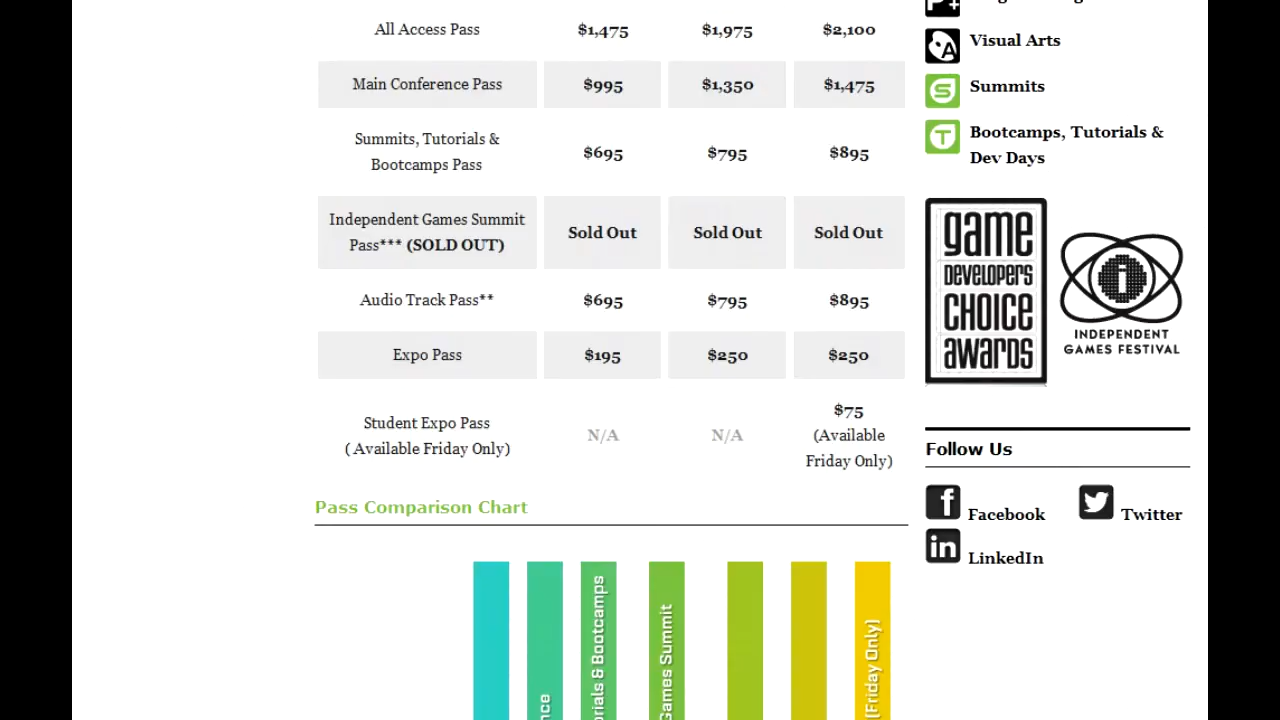 All Access Pass $1,475 $1,975 $2,100
Main Conference Pass $995 $1,350 $1,475
Summits, Tutorials &
Bootcamps Pass $695 $795 $895
Independent Games Summit
Pass*** (SOLD OUT) Sold Out Sold Out Sold Out
Audio Track Pass** $695 $795 $895
Expo Pass $195 $250 $250
Student Expo Pass
( Available Friday Only) N/A N/A $75
(Available
Friday Only)
Pass Comparison Chart
orials & Bootcamps
Games Summit
(Friday Only)
Visual Arts
Summits
Bootcamps, Tutorials &
Dev Days
game
DEVELOPERS
CHOICE
awards
INDEPENDENT
GAMES FESTIVAL
Follow Us
Facebook
Twitter
LinkedIn